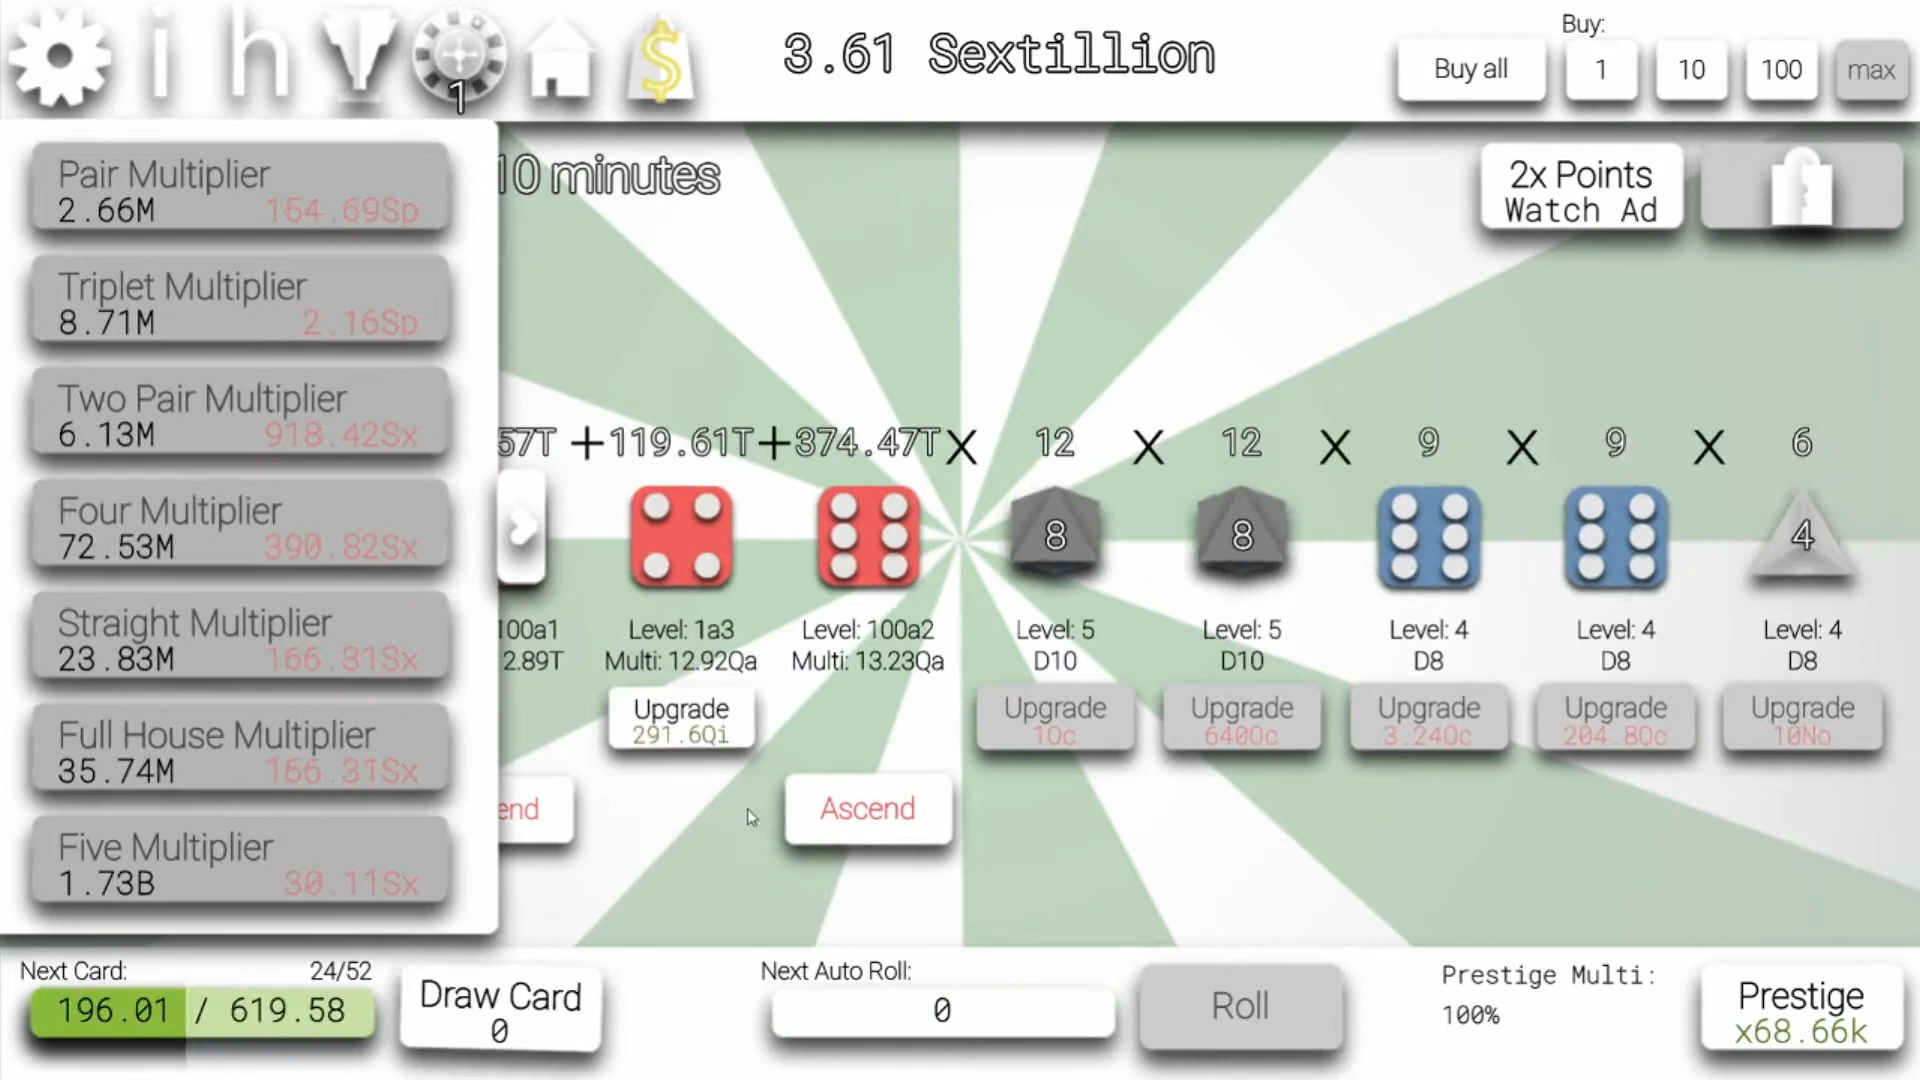 i h
1
3.61 Sextillion
Buy:
Buy all
1
10
100
max
Pair Multiplier
2.66M 154.69Sp
Triplet Multiplier
8.71M 2.16Sp
Two Pair Multiplier
6.13M 918.42Sx
Four Multiplier
72.53M 390.82Sx
Straight Multiplier
23.83M 166.31Sx
Full House Multiplier
35.74M 166.31Sx
Five Multiplier
1.73B 30.11Sx
10 minutes
2x Points
Watch Ad
57T +119.61T+374.47T X 12 X 12 X 9 X 9 X 6
8
8
4
100a1
2.89T
Level: 1a3
Multi: 12.92Qa
Upgrade
291.6Qi
Level: 100a2
Multi: 13.23Qa
end
Ascend
Level: 5
D10
Upgrade
1Oc
Level: 5
D10
Upgrade
640Oc
Level: 4
D8
Upgrade
3.24Oc
Level: 4
D8
Upgrade
204.8Oc
Level: 4
D8
Upgrade
10No
Next Card: 24/52
196.01 / 619.58
Draw Card
0
Next Auto Roll:
0
Roll
Prestige Multi:
100%
Prestige
x68.66k